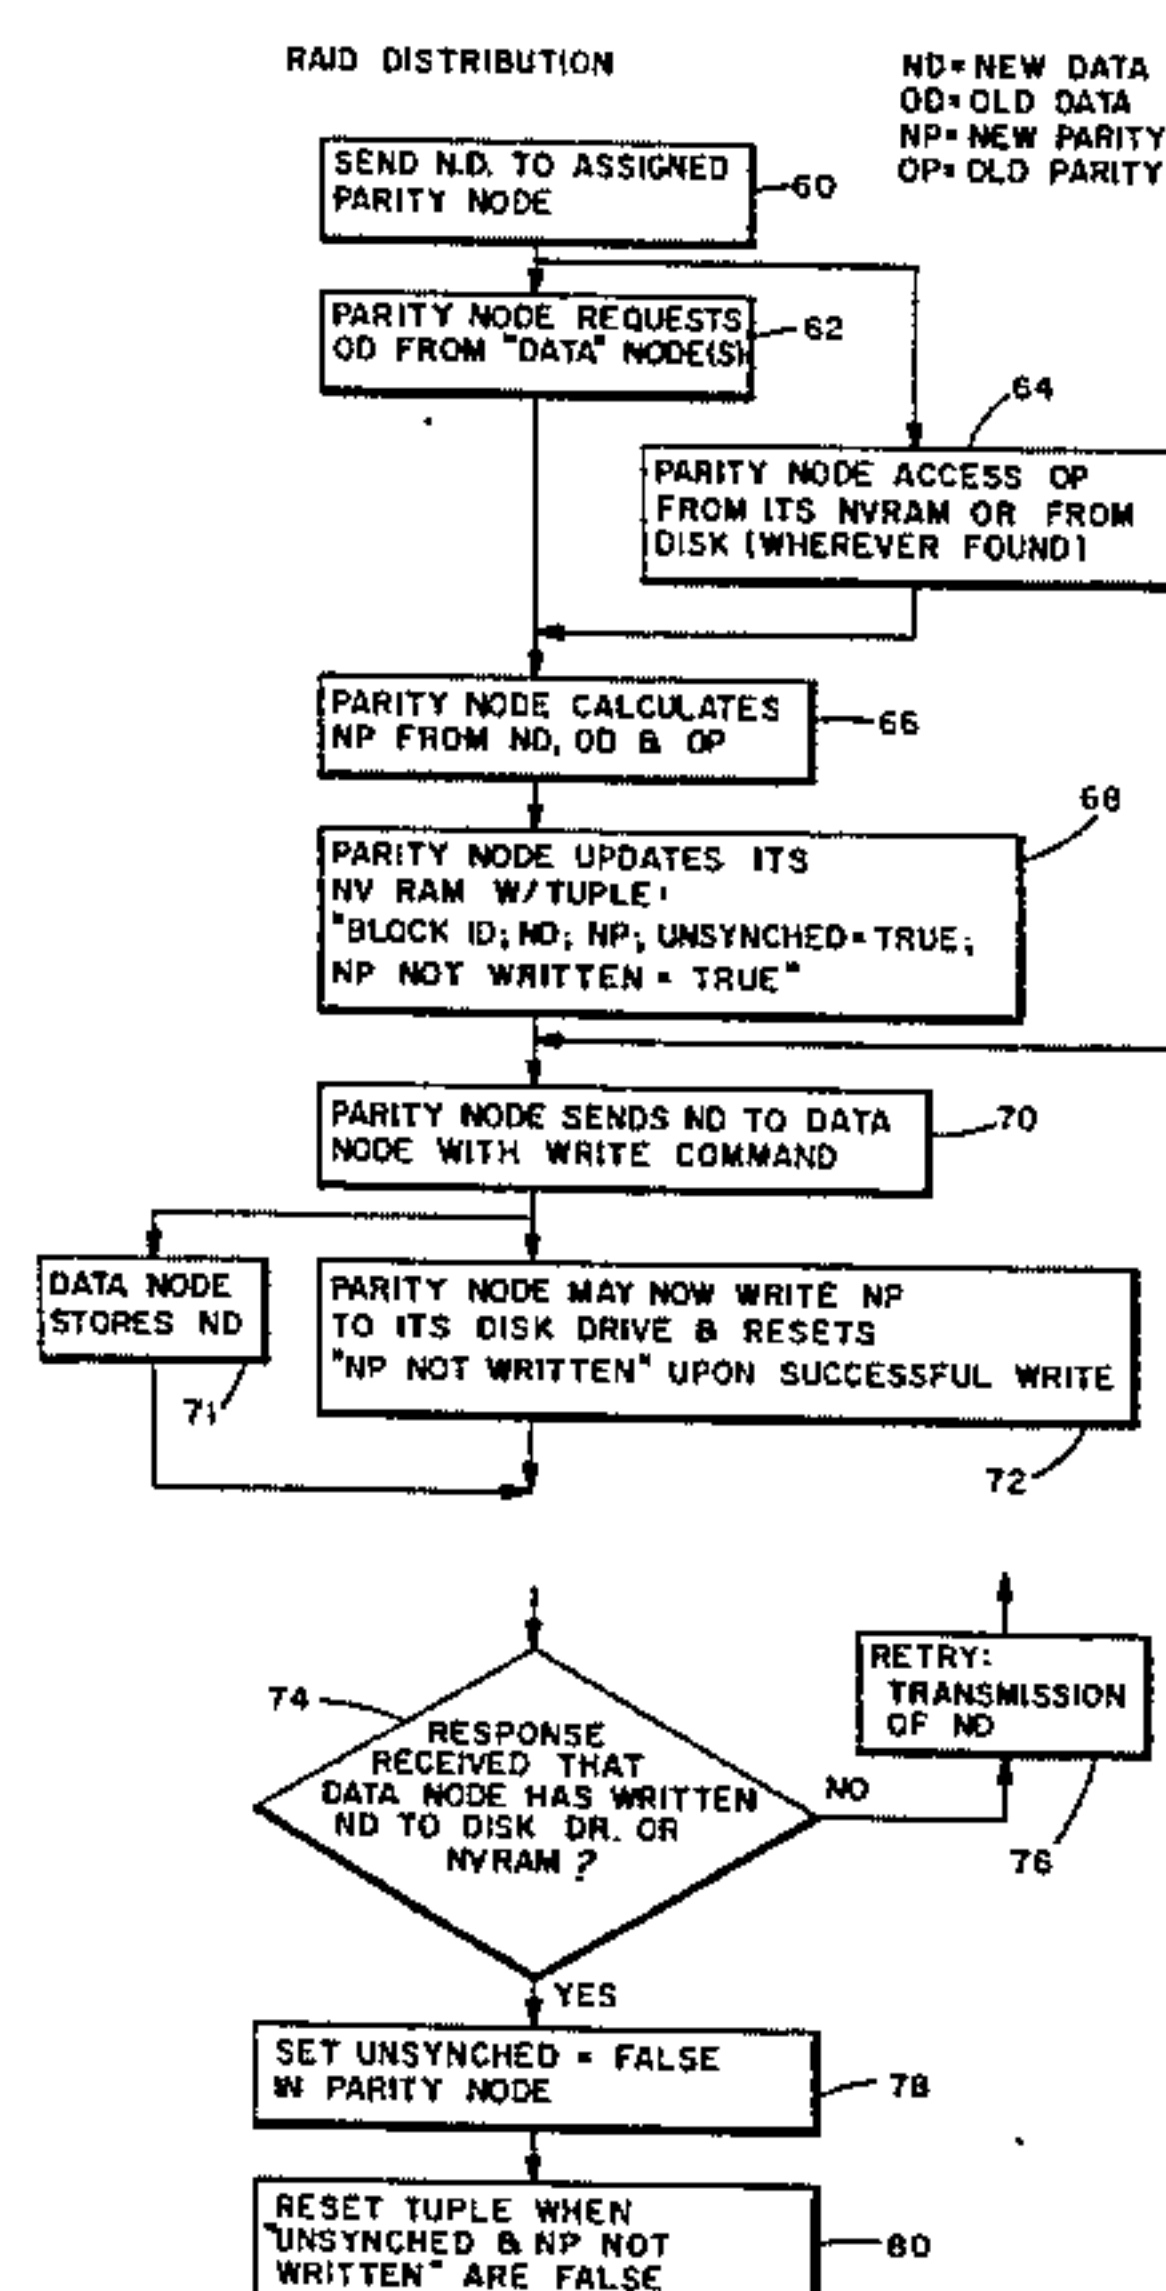 RAID DISTRIBUTION
ND=NEW DATA
OD=OLD DATA
NP=NEW PARITY
OP=OLD PARITY
SEND N.D. TO ASSIGNED
PARITY NODE
60
PARITY NODE REQUESTS
OD FROM "DATA" NODE(S)
62
64
PARITY NODE ACCESS OP
FROM ITS NVRAM OR FROM
DISK (WHEREVER FOUND)
PARITY NODE CALCULATES
NP FROM ND, OD & OP
66
68
PARITY NODE UPDATES ITS
NV RAM W/TUPLE:
"BLOCK ID; ND; NP; UNSYNCHED=TRUE;
NP NOT WRITTEN = TRUE"
PARITY NODE SENDS ND TO DATA
NODE WITH WRITE COMMAND
70
DATA NODE
STORES ND
71
PARITY NODE MAY NOW WRITE NP
TO ITS DISK DRIVE & RESETS
"NP NOT WRITTEN" UPON SUCCESSFUL WRITE
72
74
RESPONSE
RECEIVED THAT
DATA NODE HAS WRITTEN
ND TO DISK DR. OR
NVRAM?
NO
RETRY:
TRANSMISSION
OF ND
76
YES
SET UNSYNCHED = FALSE
IN PARITY NODE
78
RESET TUPLE WHEN
"UNSYNCHED & NP NOT
WRITTEN" ARE FALSE
80